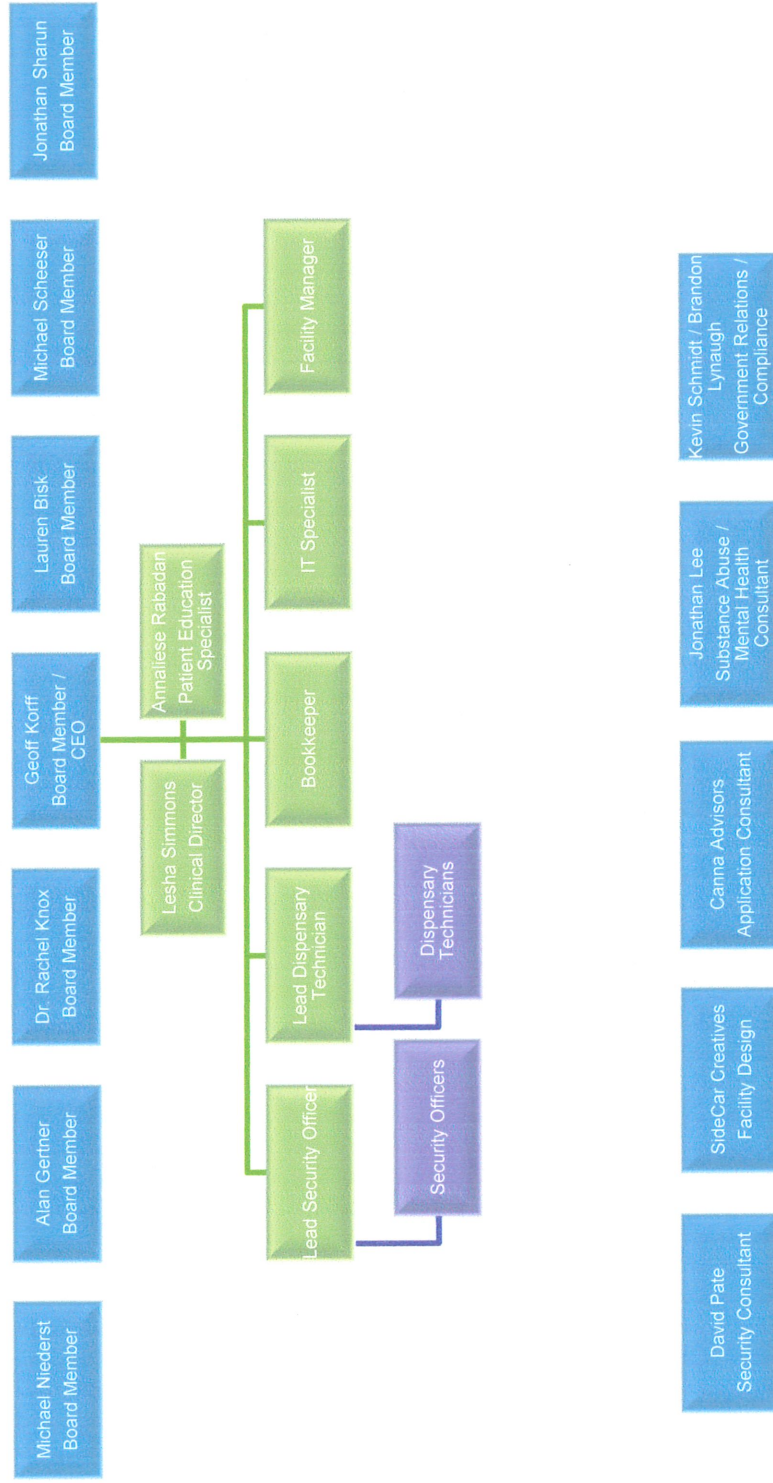 Michael Niederst
Board Member
Alan Gertner
Board Member
Dr. Rachel Knox
Board Member
Geoff Korff
Board Member /
CEO
Lauren Bisk
Board Member
Michael Scheeser
Board Member
Jonathan Sharun
Board Member
Lesha Simmons
Clinical Director
Annaliese Rabadan
Patient Education
Specialist
Lead Security Officer
Lead Dispensary
Technician
Bookkeeper
IT Specialist
Facility Manager
Security Officers
Dispensary
Technicians
David Pate
Security Consultant
SideCar Creatives
Facility Design
Canna Advisors
Application Consultant
Jonathan Lee
Substance Abuse /
Mental Health
Consultant
Kevin Schmidt / Brandon
Lynaugh
Government Relations /
Compliance